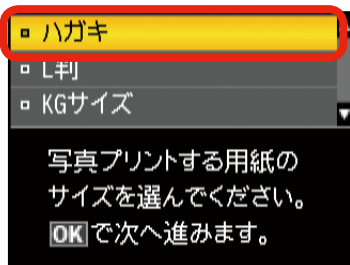 ハガキ
L判
KGサイズ
写真プリントする用紙の
サイズを選んでください。
OKで次へ進みます。